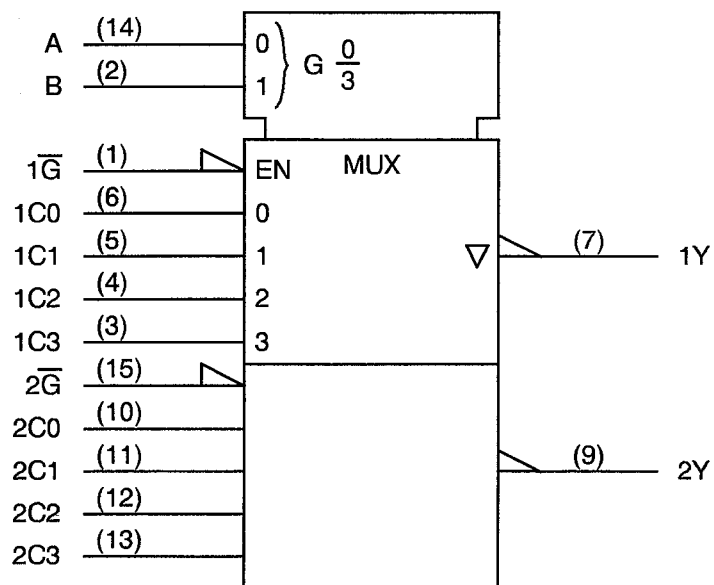 A (14) 0 } G 0/3
B (2) 1
1G̅ (1) EN MUX
1C0 (6) 0
1C1 (5) 1 ▽ (7) 1Y
1C2 (4) 2
1C3 (3) 3
2G̅ (15)
2C0 (10)
2C1 (11) (9) 2Y
2C2 (12)
2C3 (13)